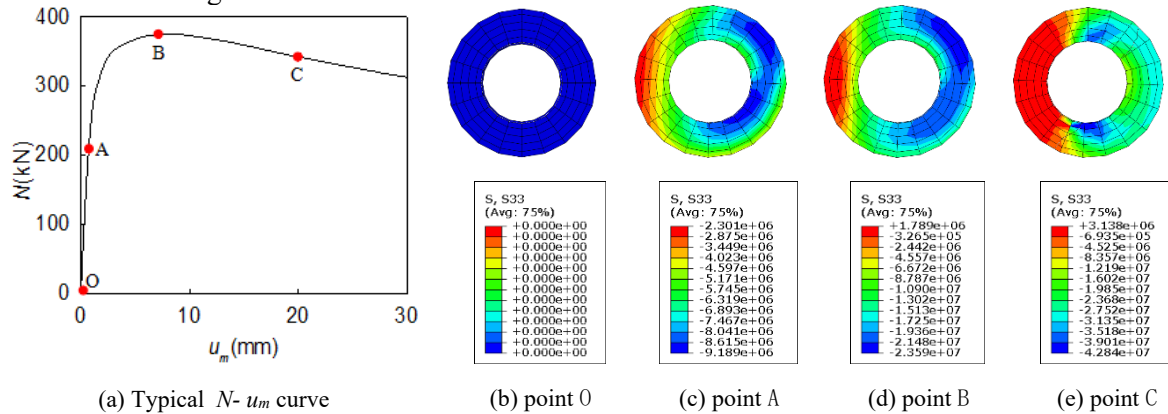 400
300
200
100
0
N(kN)
B
C
A
O
0
10
20
30
u_m(mm)
S, S33
(Avg: 75%)
+0.000e+00
+0.000e+00
+0.000e+00
+0.000e+00
+0.000e+00
+0.000e+00
+0.000e+00
+0.000e+00
+0.000e+00
+0.000e+00
+0.000e+00
+0.000e+00
+0.000e+00
S, S33
(Avg: 75%)
-2.301e+06
-2.875e+06
-3.449e+06
-4.023e+06
-4.597e+06
-5.171e+06
-5.745e+06
-6.319e+06
-6.893e+06
-7.467e+06
-8.041e+06
-8.615e+06
-9.189e+06
S, S33
(Avg: 75%)
+1.789e+06
-3.265e+05
-2.442e+06
-4.557e+06
-6.672e+06
-8.787e+06
-1.090e+07
-1.302e+07
-1.513e+07
-1.725e+07
-1.936e+07
-2.148e+07
-2.359e+07
S, S33
(Avg: 75%)
+3.138e+06
-6.935e+05
-4.525e+06
-8.357e+06
-1.219e+07
-1.602e+07
-1.985e+07
-2.368e+07
-2.752e+07
-3.135e+07
-3.518e+07
-3.901e+07
-4.284e+07
(a) Typical N- u_m curve
(b) point O
(c) point A
(d) point B
(e) point C